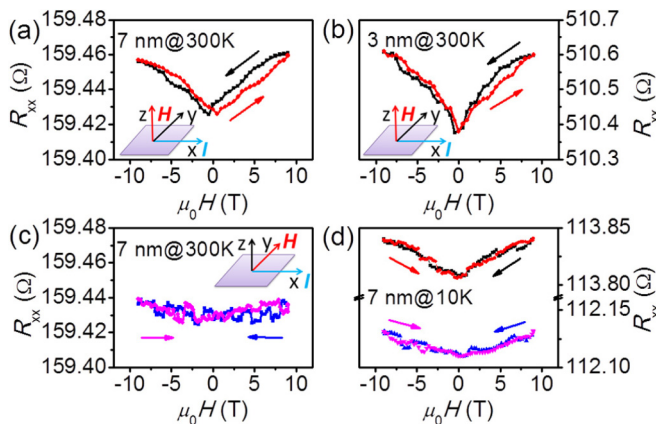 (a) 7 nm@300K
159.48
159.46
159.44
159.42
159.40
Rxx (Ω)
z H y
x I
-10 -5 0 5 10
μ0H (T)
(b) 3 nm@300K
510.7
510.6
510.5
510.4
510.3
Rxx (Ω)
z H y
x I
-10 -5 0 5 10
μ0H (T)
(c) 7 nm@300K
159.48
159.46
159.44
159.42
159.40
Rxx (Ω)
z y H
x I
-10 -5 0 5 10
μ0H (T)
(d)
113.85
113.80
112.15
112.10
Rxx (Ω)
7 nm@10K
-10 -5 0 5 10
μ0H (T)